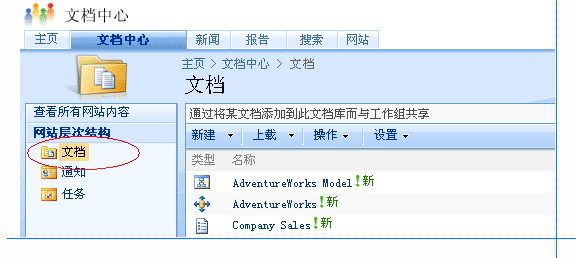 文档中心
主页 文档中心 新闻 报告 搜索 网站
主页 > 文档中心 > 文档
文档
查看所有网站内容
网站层次结构
文档
通知
任务
通过将某文档添加到此文档库而与工作组共享
新建 上载 操作 设置
类型 名称
AdventureWorks Model!新
AdventureWorks!新
Company Sales!新